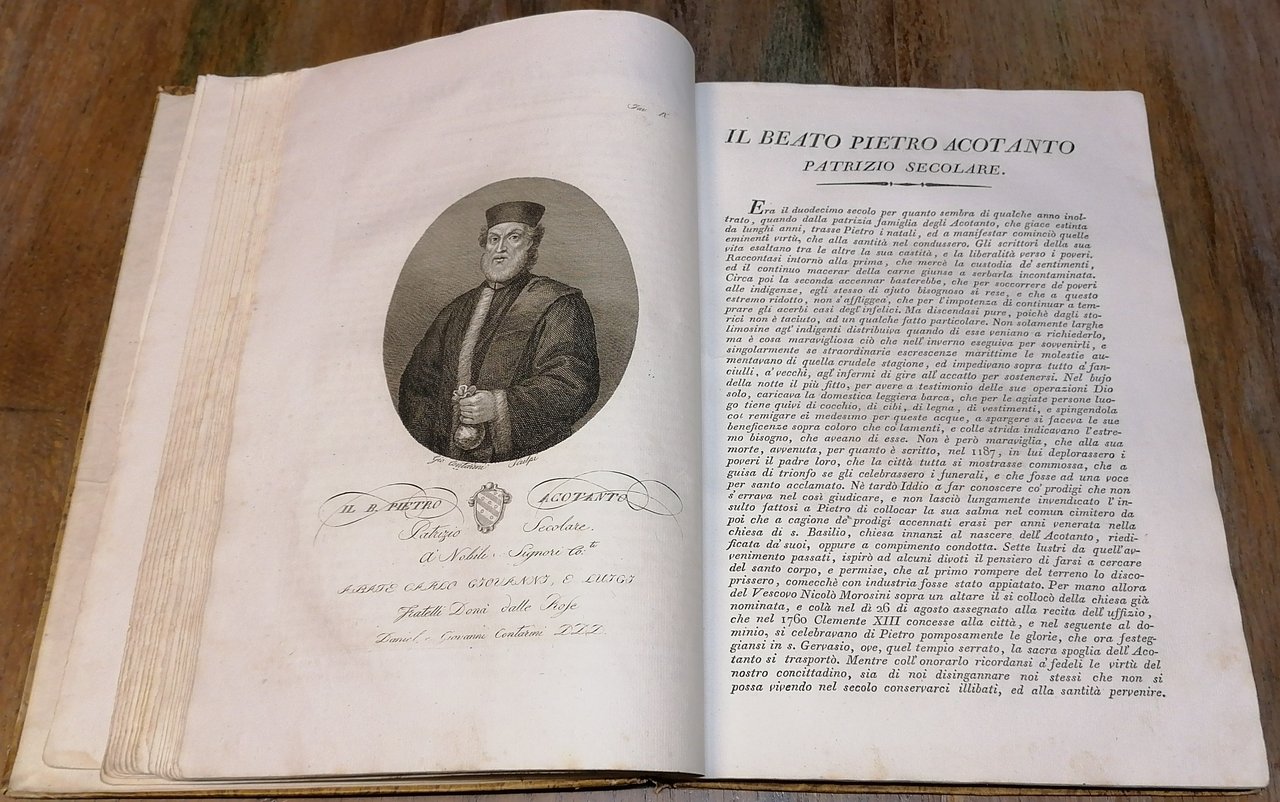 IL B. PIETRO ACOTANTO
Patrizio Secolare.
A Nobili Signori Co.ti
ABATE CARLO GIOVANNI, E LUIGI
fratelli Donà dalle Rose
Daniel, e Giovanni Contarini D.D.D.
IL BEATO PIETRO ACOTANTO
PATRIZIO SECOLARE.
Era il duodecimo secolo per quanto sembra di qualche anno inol-
trato, quando dalla patrizia famiglia degli Acotanto, che giace estinta
da lunghi anni, trasse Pietro i natali, ed a manifestar cominciò quelle
eminenti virtù, che alla santità nel condussero. Gli scrittori della sua
vita esaltano tra le altre la sua castità, e la liberalità verso i poveri.
Raccontasi intorno alla prima, che mercè la custodia de' sentimenti,
ed il continuo macerar della carne giunse a serbarla incontaminata.
Circa poi la seconda accennar basterebbe, che per soccorrere de' poveri
alle indigenze, egli stesso di ajuto bisognoso si rese, e che a questo
estremo ridotto, non s'affliggea, che per l'impotenza di continuar a tem-
prare gli acerbi casi degl'infelici. Ma discendasi pure, poichè dagli sto-
rici non è taciuto, ad un qualche fatto particolare. Non solamente larghe
limosine agl'indigenti distribuiva quando di esse veniano a richiederlo,
ma è cosa maravigliosa ciò che nell'inverno eseguiva per sovvenirli, e
singolarmente se straordinarie escrescenze marittime le molestie au-
mentavano di quella crudele stagione, ed impedivano sopra tutto a' fan-
ciulli, a' vecchi, agl'infermi di gire all'accatto per sostenersi. Nel bujo
della notte il più fitto, per avere a testimonio delle sue operazioni Dio
solo, caricava la domestica leggiera barca, che per le agiate persone luo-
go tiene quivi di cocchio, di cibi, di legna, di vestimenti, e spingendola
col remigare ei medesimo per queste acque, a spargere si faceva le sue
beneficenze sopra coloro che co' lamenti, e colle strida indicavano l'estre-
mo bisogno, che aveano di esse. Non è però maraviglia, che alla sua
morte, avvenuta, per quanto è scritto, nel 1187, in lui deplorassero i
poveri il padre loro, che la città tutta si mostrasse commossa, che a
guisa di trionfo se gli celebrassero i funerali, e che fosse ad una voce
per santo acclamato. Nè tardò Iddio a far conoscere co' prodigi che non
s'errava nel così giudicare, e non lasciò lungamente invendicato l'in-
sulto fattosi a Pietro di collocar la sua salma nel comun cimitero da
poi che a cagione de' prodigi accennati erasi per anni venerata nella
chiesa di s. Basilio, chiesa innanzi al nascere dell'Acotanto, riedi-
ficata da' suoi, oppure a compimento condotta. Sette lustri da quell'av-
venimento passati, ispirò ad alcuni divoti il pensiero di farsi a cercare
del santo corpo, e permise, che al primo rompere del terreno lo disco-
prissero, comecchè con industria fosse stato appiatato. Per mano allora
del Vescovo Nicolò Morosini sopra un altare il si collocò della chiesa già
nominata, e colà nel dì 26 di agosto assegnato alla recita dell'uffizio,
che nel 1760 Clemente XIII concesse alla città, e nel seguente al do-
minio, si celebravano di Pietro pomposamente le glorie, che ora festeg-
giansi in s. Gervasio, ove, quel tempio serrato, la sacra spoglia dell'Aco-
tanto si trasportò. Mentre coll'onorarlo ricordansi a' fedeli le virtù del
nostro concittadino, sia di noi disingannare noi stessi che non si
possa vivendo nel secolo conservarci illibati, ed alla santità pervenire.